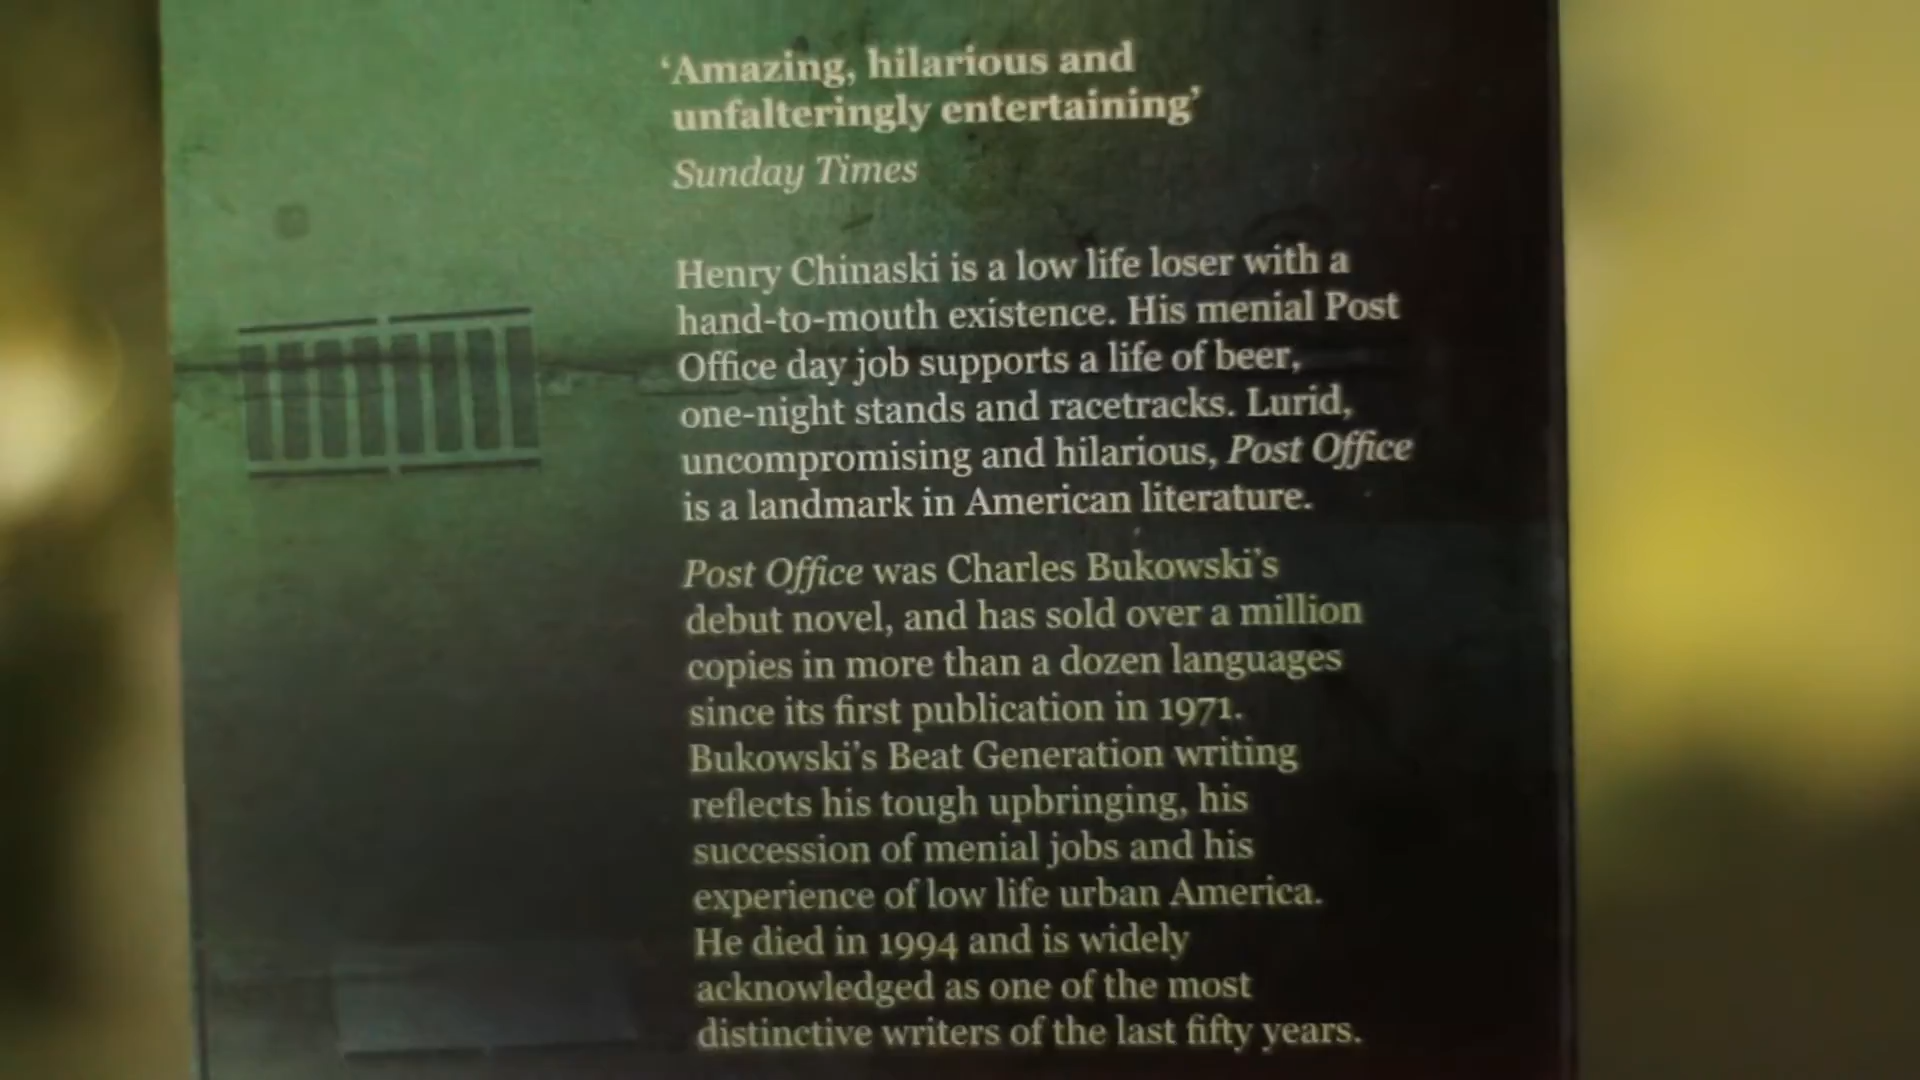 ‘Amazing, hilarious and
unfalteringly entertaining’
Sunday Times
Henry Chinaski is a low life loser with a
hand-to-mouth existence. His menial Post
Office day job supports a life of beer,
one-night stands and racetracks. Lurid,
uncompromising and hilarious, Post Office
is a landmark in American literature.
Post Office was Charles Bukowski’s
debut novel, and has sold over a million
copies in more than a dozen languages
since its first publication in 1971.
Bukowski’s Beat Generation writing
reflects his tough upbringing, his
succession of menial jobs and his
experience of low life urban America.
He died in 1994 and is widely
acknowledged as one of the most
distinctive writers of the last fifty years.